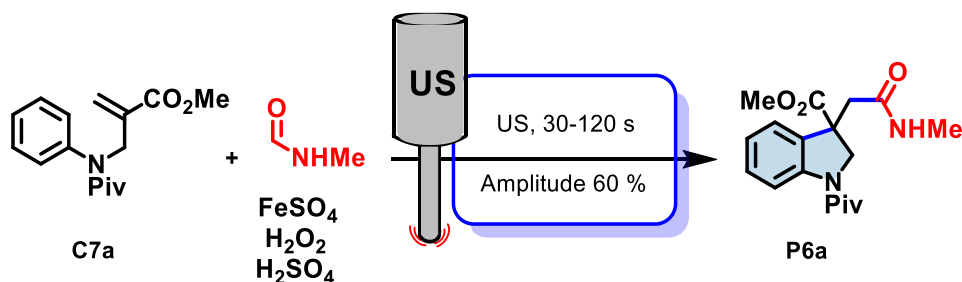 CO₂Me
N
Piv
C7a
+
O
NHMe
FeSO₄
H₂O₂
H₂SO₄
US
US, 30-120 s
Amplitude 60 %
MeO₂C
O
NHMe
N
Piv
P6a